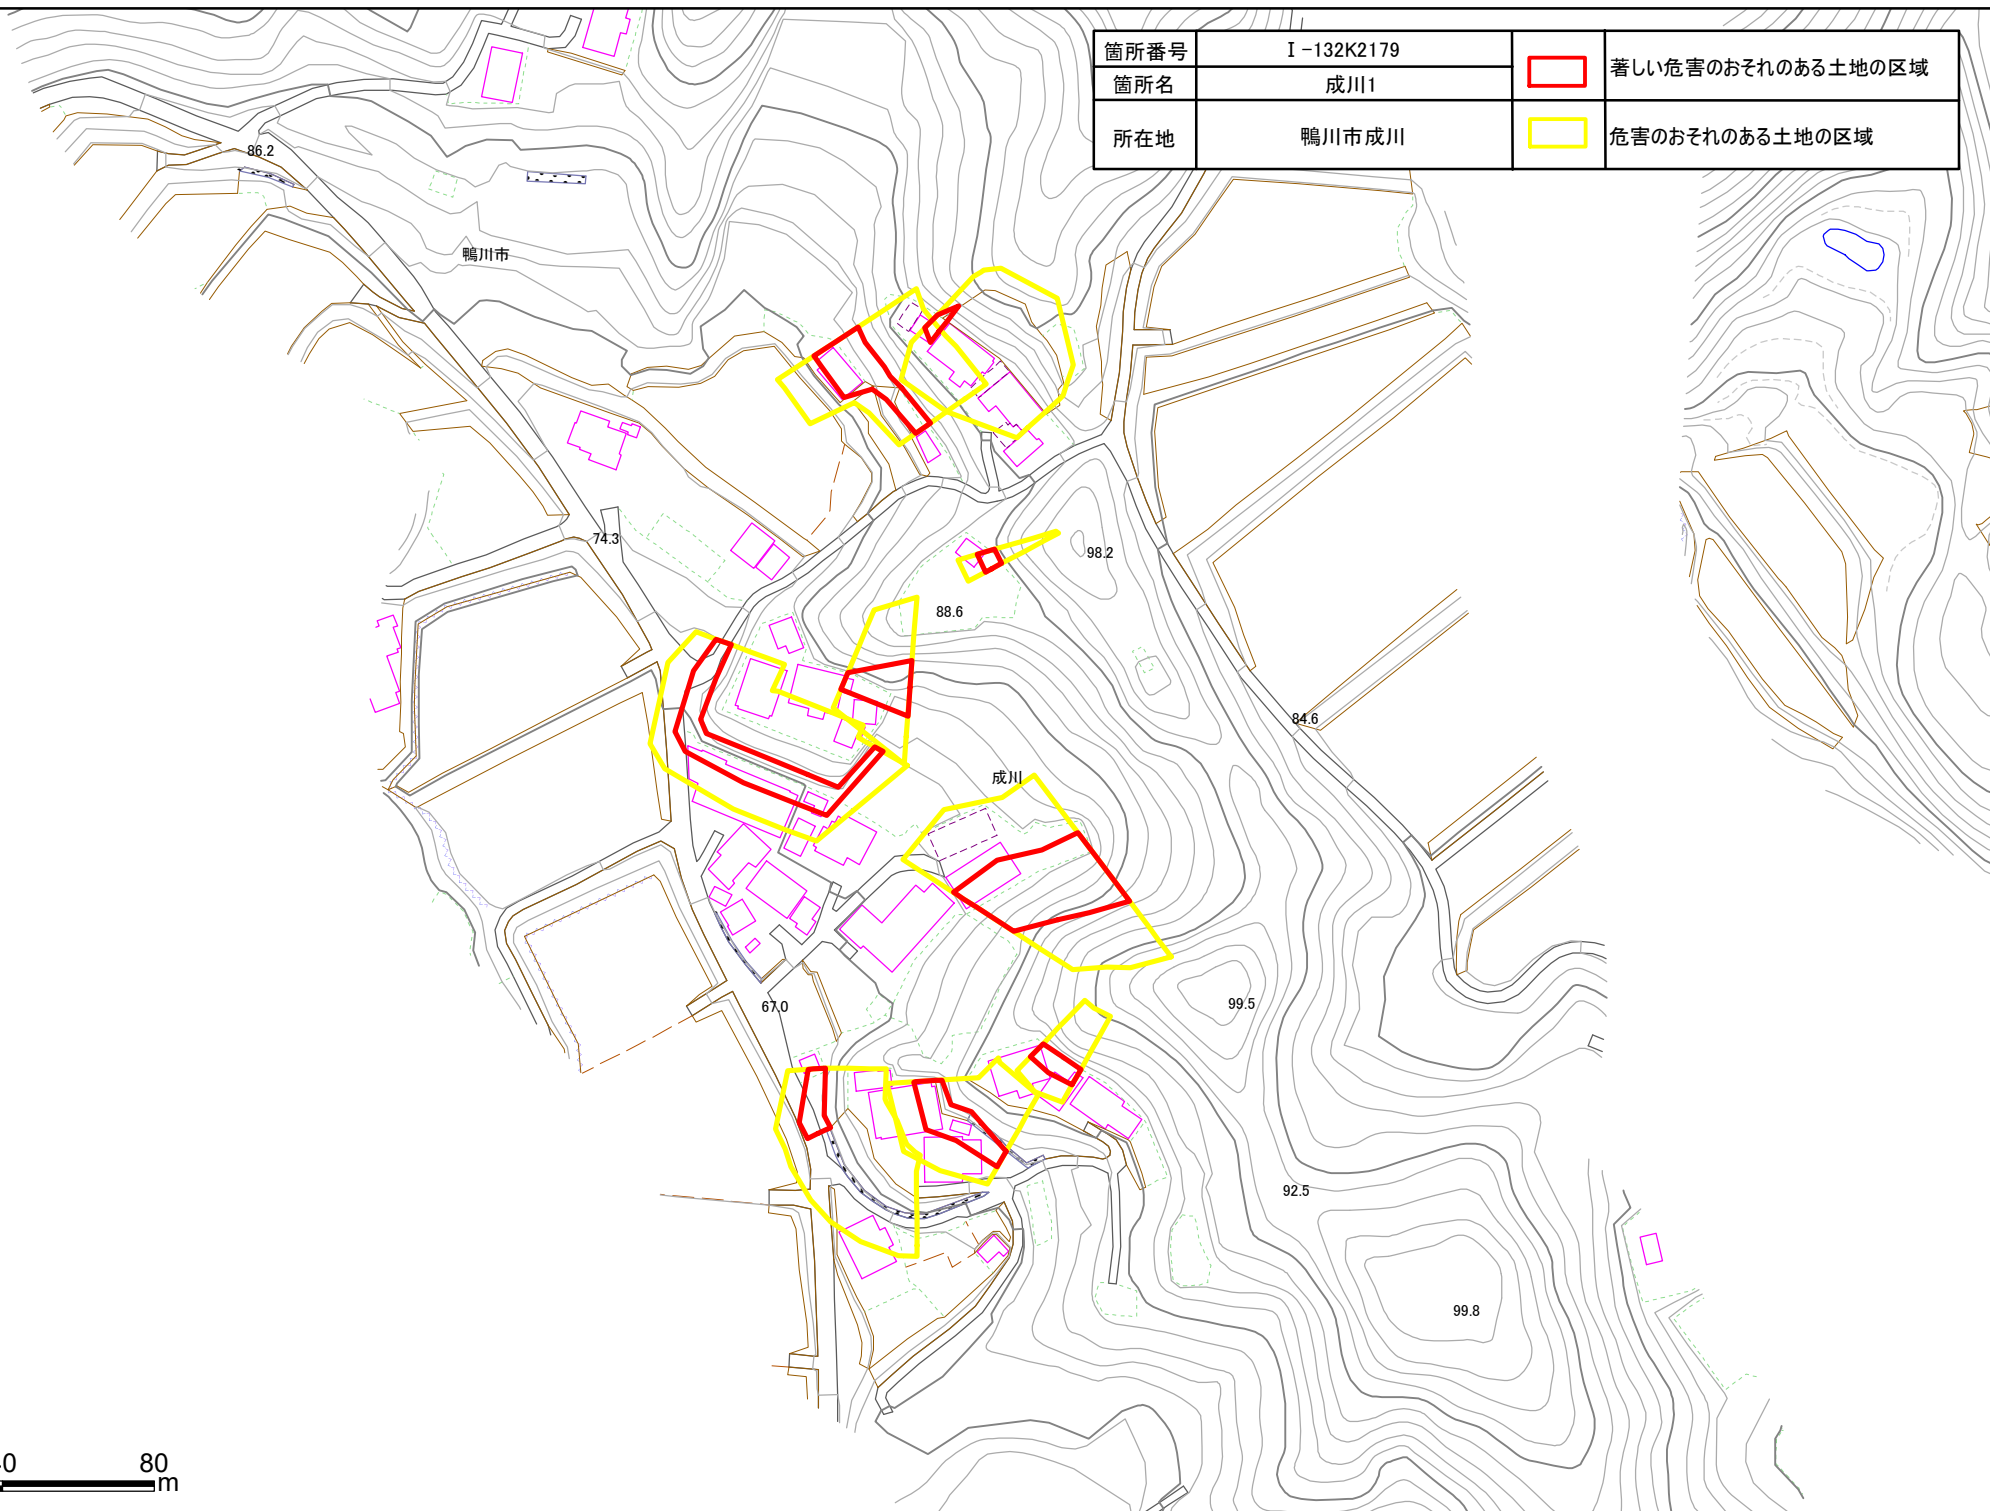 箇所番号 Ⅰ-132K2179
著しい危害のおそれのある土地の区域
箇所名 成川1
所在地 鴨川市成川
危害のおそれのある土地の区域
86.2
鴨川市
74.3
98.2
88.6
84.6
成川
99.5
67.0
92.5
99.8
80
m